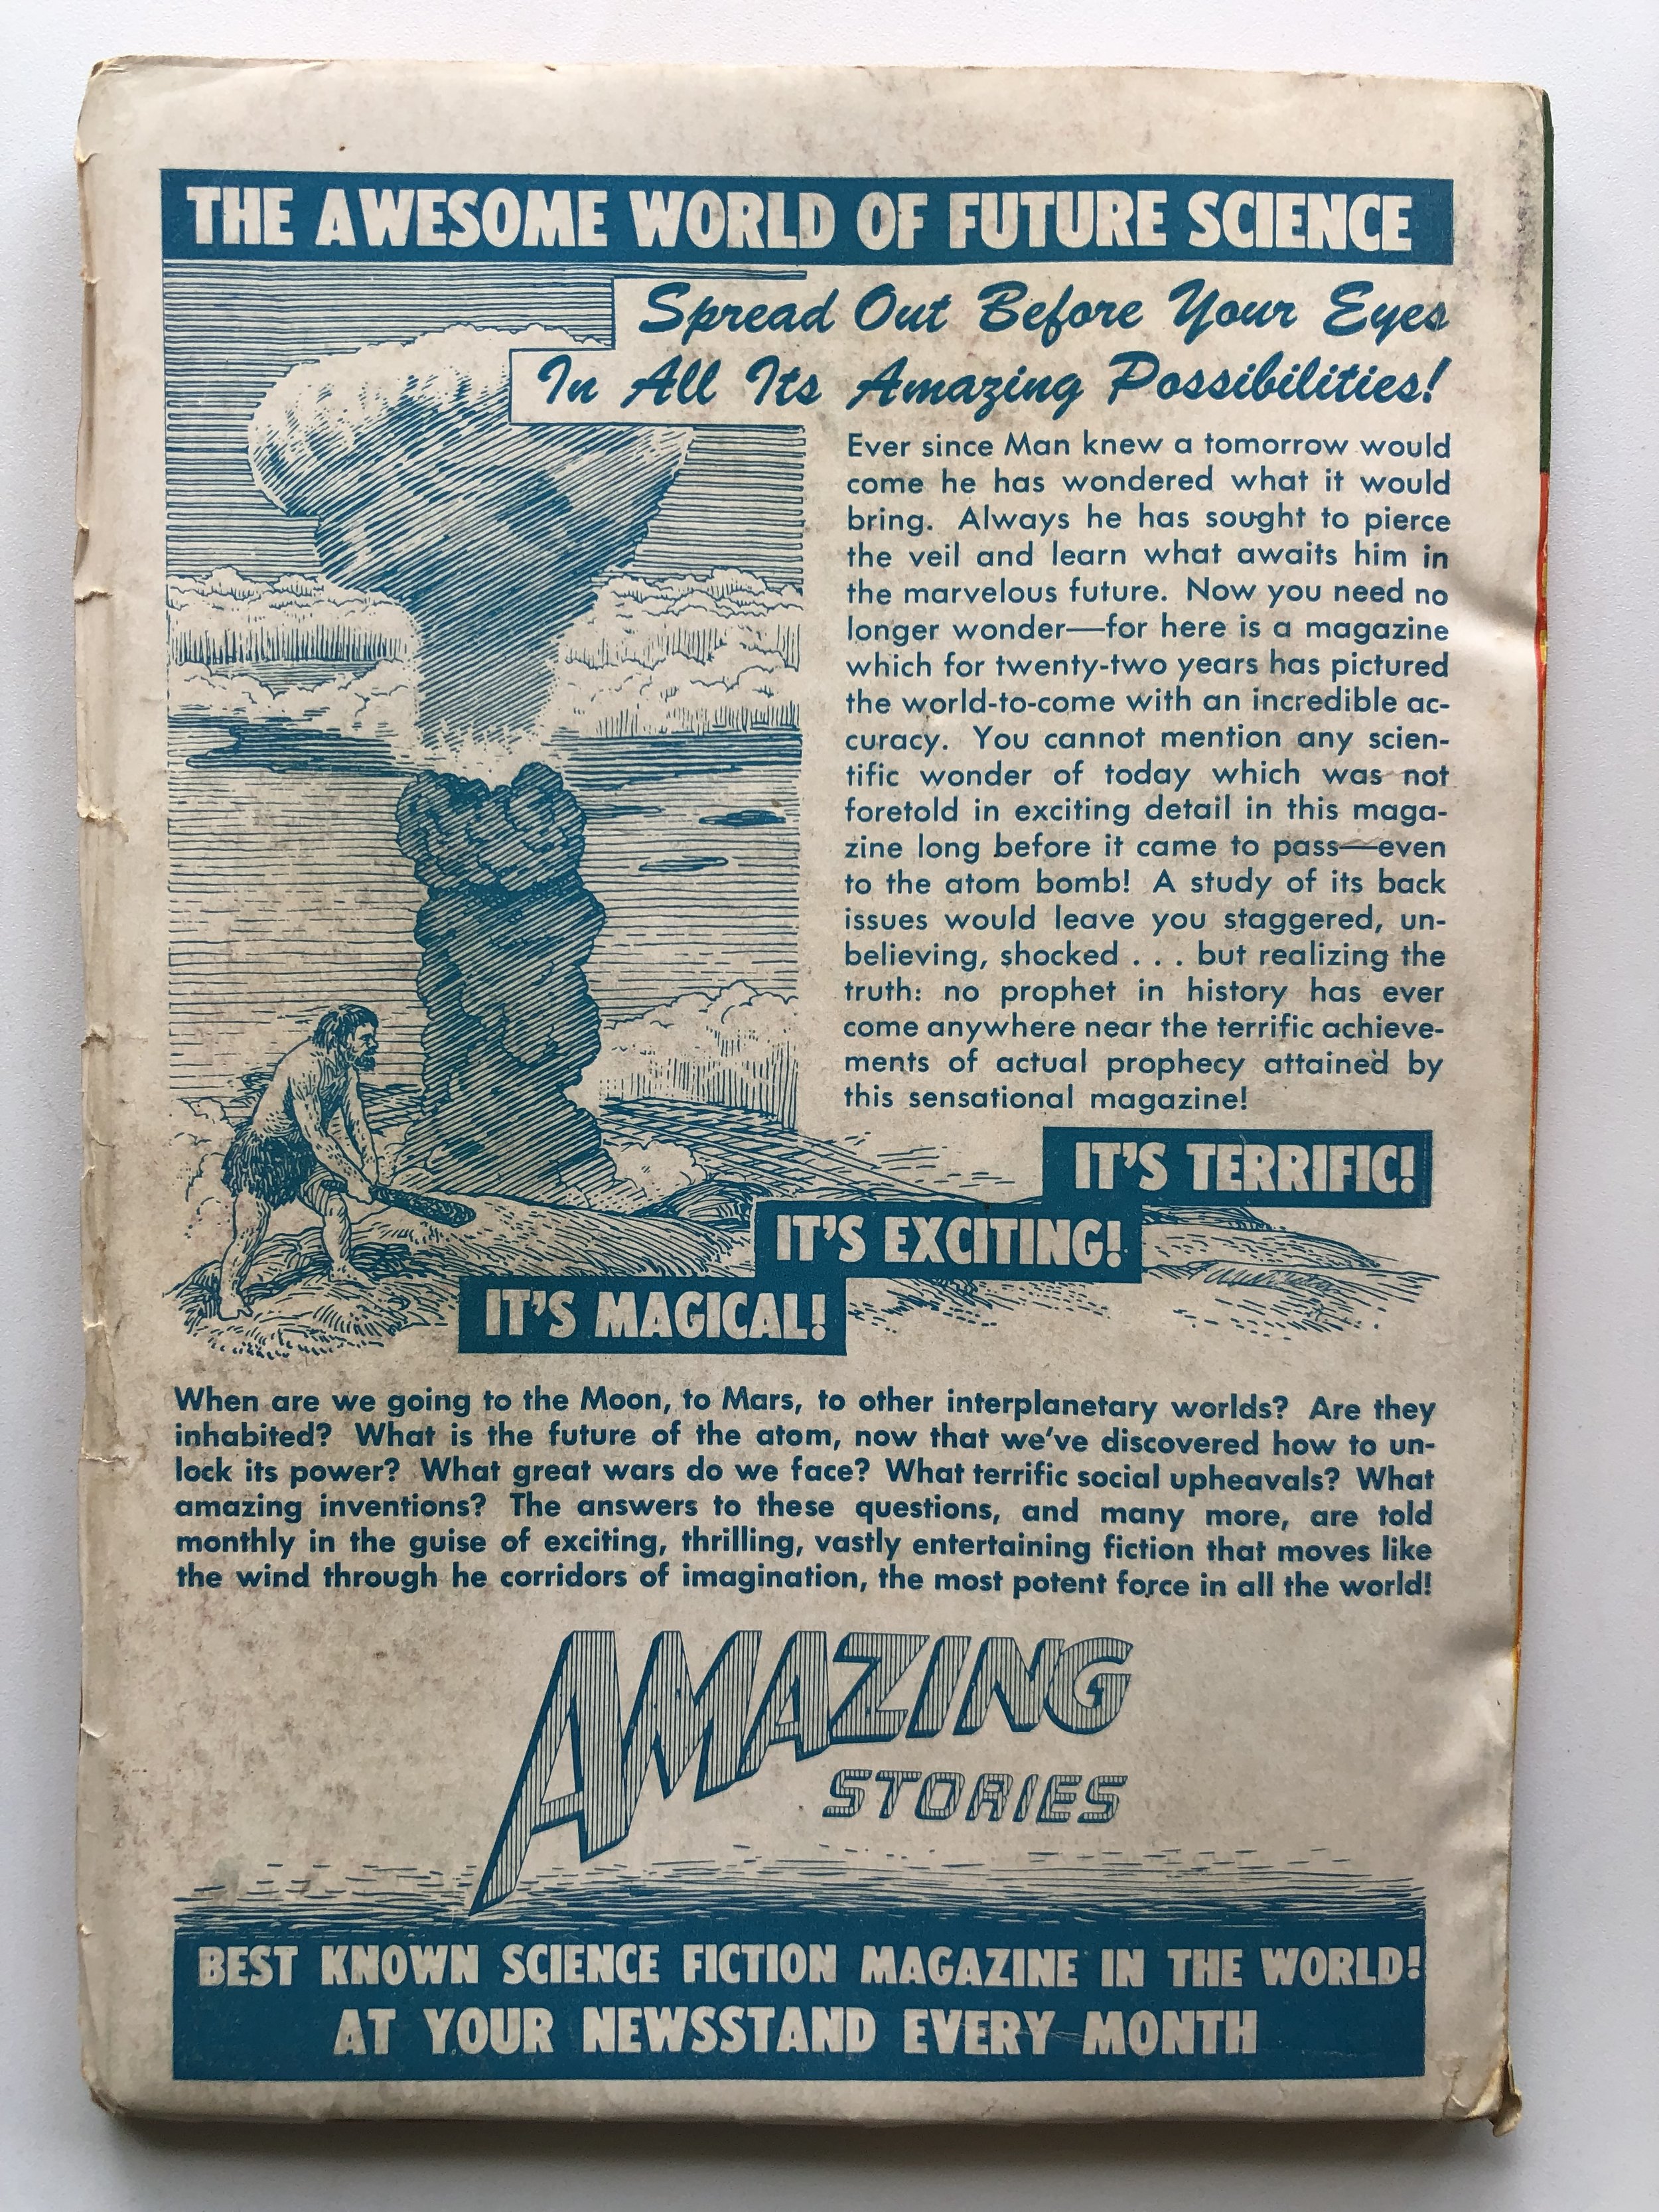 THE AWESOME WORLD OF FUTURE SCIENCE
Spread Out Before Your Eyes
In All Its Amazing Possibilities!
Ever since Man knew a tomorrow would
come he has wondered what it would
bring. Always he has sought to pierce
the veil and learn what awaits him in
the marvelous future. Now you need no
longer wonder—for here is a magazine
which for twenty-two years has pictured
the world-to-come with an incredible ac-
curacy. You cannot mention any scien-
tific wonder of today which was not
foretold in exciting detail in this maga-
zine long before it came to pass—even
to the atom bomb! A study of its back
issues would leave you staggered, un-
believing, shocked . . . but realizing the
truth: no prophet in history has ever
come anywhere near the terrific achieve-
ments of actual prophecy attained by
this sensational magazine!
IT'S TERRIFIC!
IT'S EXCITING!
IT'S MAGICAL!
When are we going to the Moon, to Mars, to other interplanetary worlds? Are they
inhabited? What is the future of the atom, now that we've discovered how to un-
lock its power? What great wars do we face? What terrific social upheavals? What
amazing inventions? The answers to these questions, and many more, are told
monthly in the guise of exciting, thrilling, vastly entertaining fiction that moves like
the wind through he corridors of imagination, the most potent force in all the world!
AMAZING
STORIES
BEST KNOWN SCIENCE FICTION MAGAZINE IN THE WORLD!
AT YOUR NEWSSTAND EVERY MONTH